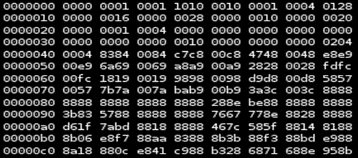 0000000 0000 0001 0001 1010 0010 0001 0004 0128
0000010 0000 0016 0000 0028 0000 0010 0000 0020
0000020 0000 0001 0004 0000 0000 0000 0000 0000
0000030 0000 0000 0000 0010 0000 0000 0000 0204
0000040 0004 8384 0084 c7c8 00c8 4748 0048 e8e9
0000050 00e9 6a69 0069 a8a9 00a9 2828 0028 fdfc
0000060 00fc 1819 0019 9898 0098 d9d8 00d8 5857
0000070 0057 7b7a 007a bab9 00b9 3a3c 003c 8888
0000080 8888 8888 8888 8888 288e be88 8888 8888
0000090 3b83 5788 8888 8888 7667 778e 8828 8888
00000a0 d61f 7abd 8818 8888 467c 585f 8814 8188
00000b0 8b06 e8f7 88aa 8388 8b3b 88f3 88bd e988
00000c0 8a18 880c e841 c988 b328 6871 688e 958b